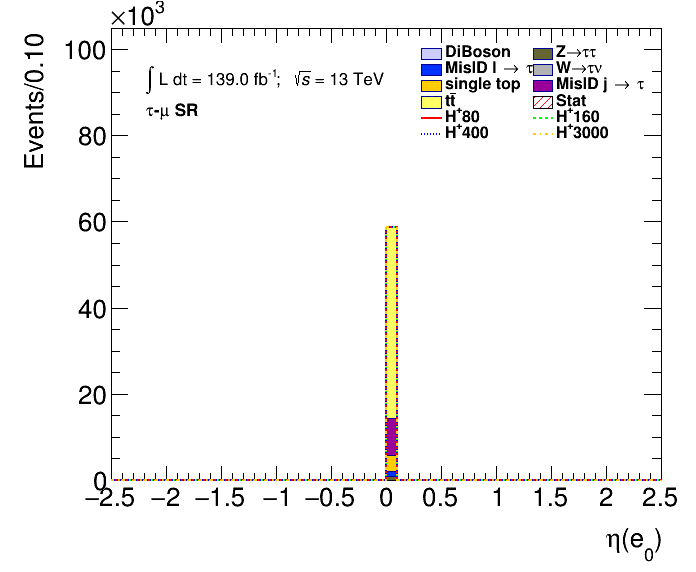 ×10³
Events/0.10
100
80
60
40
20
0
∫ L dt = 139.0 fb⁻¹; √s = 13 TeV
τ-μ SR
DiBoson
Z→ττ
MisID l → τ
W→τν
single top
MisID j → τ
tt̄
Stat
H⁺80
H⁺160
H⁺400
H⁺3000
−2.5 −2 −1.5 −1 −0.5 0 0.5 1 1.5 2 2.5
η(e₀)